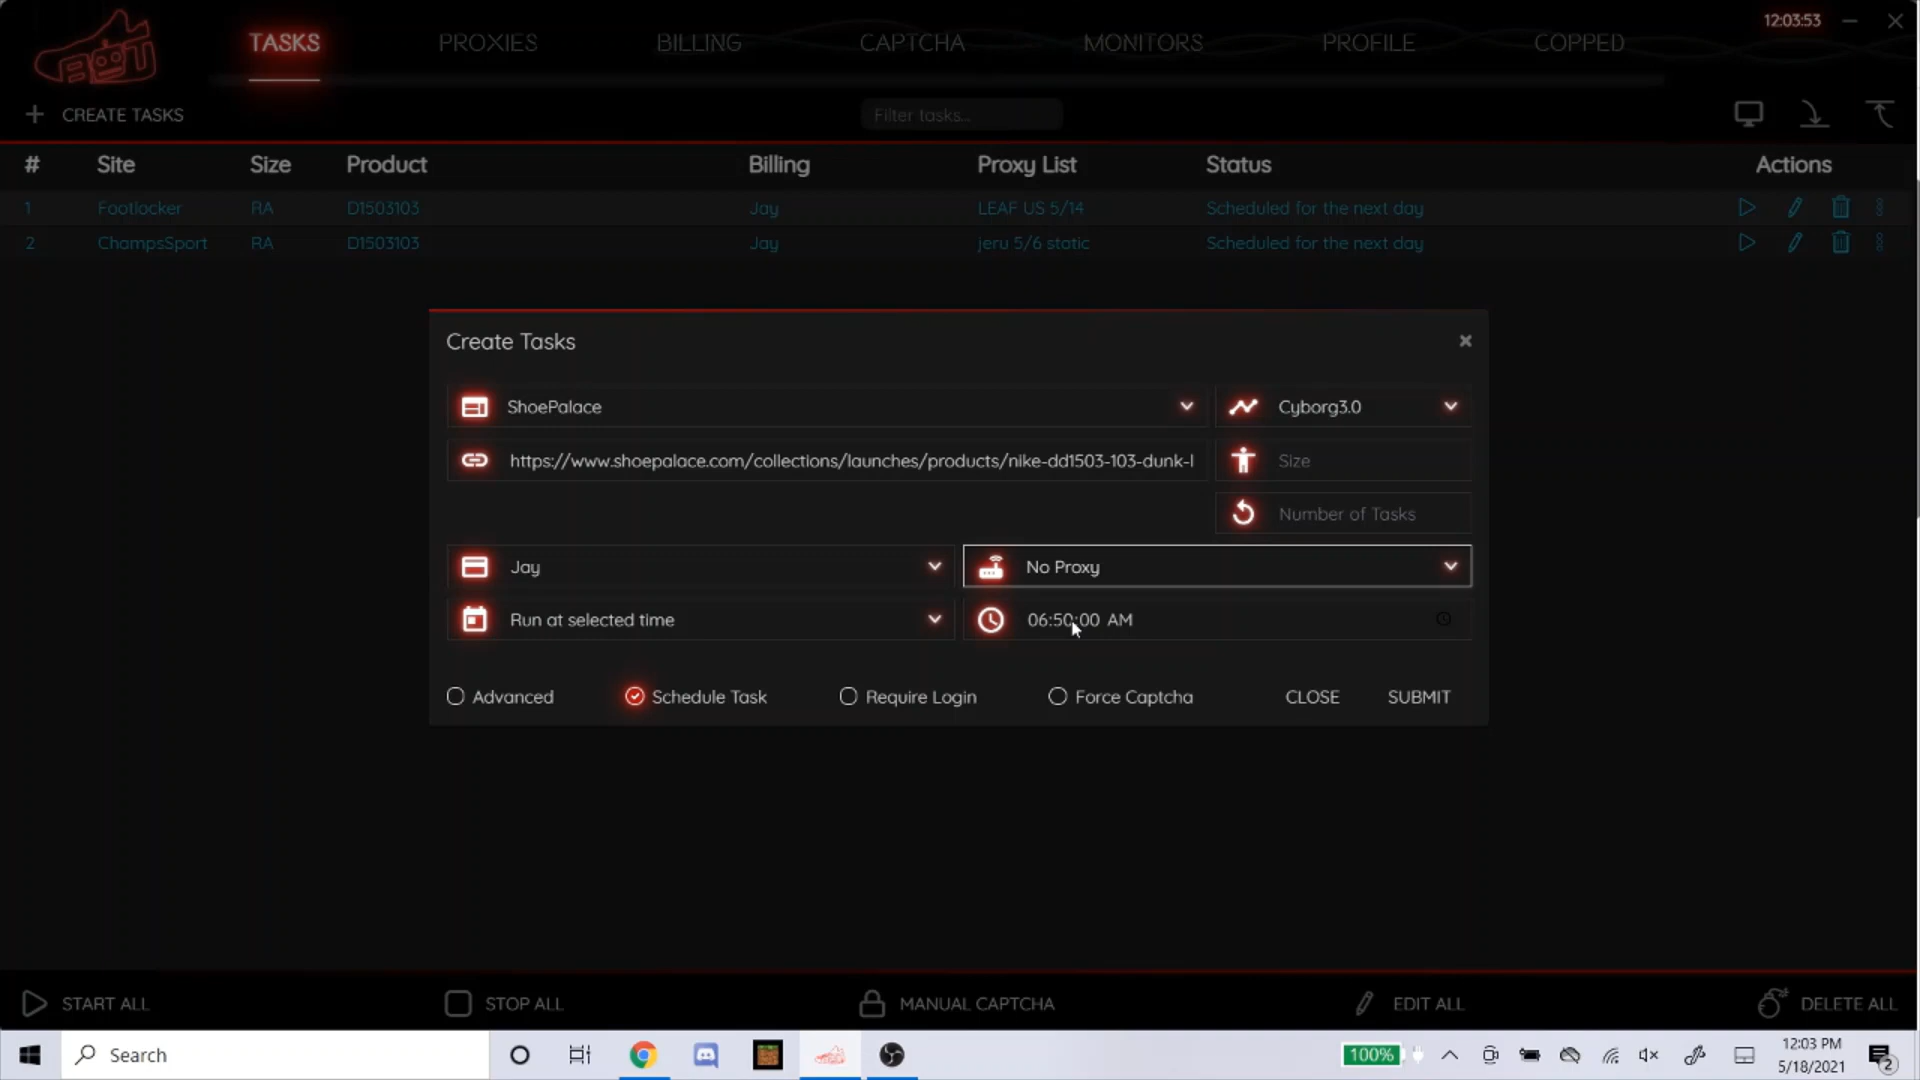 12:03:53
BOT
TASKS PROXIES BILLING CAPTCHA MONITORS PROFILE COPPED
CREATE TASKS Filter tasks...
# Site Size Product Billing Proxy List Status Actions
1 Footlocker RA D1503103 Jay LEAF US 5/14 Scheduled for the next day
2 ChampsSport RA D1503103 Jay jeru 5/6 static Scheduled for the next day
Create Tasks
ShoePalace Cyborg3.0
https://www.shoepalace.com/collections/launches/products/nike-dd1503-103-dunk-l Size
Number of Tasks
Jay No Proxy
Run at selected time 06:50:00 AM
Advanced Schedule Task Require Login Force Captcha CLOSE SUBMIT
START ALL STOP ALL MANUAL CAPTCHA EDIT ALL DELETE ALL
Search 100% 12:03 PM
5/18/2021 2